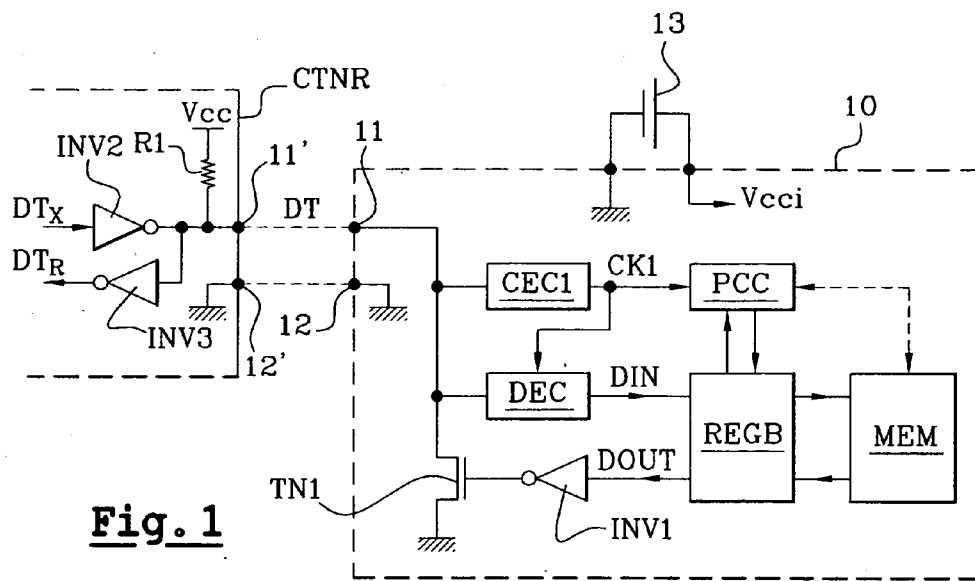 13
CTNR
Vcc
10
INV2
R1
11'
11
Vcci
DTX
DT
DTR
CEC1
CK1
PCC
INV3
12
12'
DEC
DIN
REGB
MEM
DOUT
TN1
INV1
Fig. 1